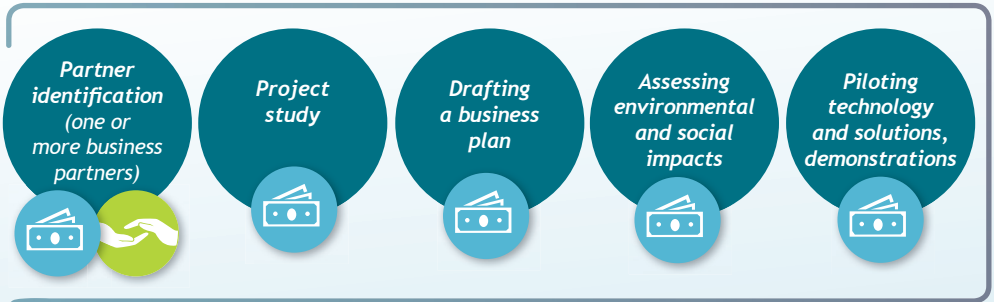 Partner
identification
(one or
more business
partners)
Project
study
Drafting
a business
plan
Assessing
environmental
and social
impacts
Piloting
technology
and solutions,
demonstrations